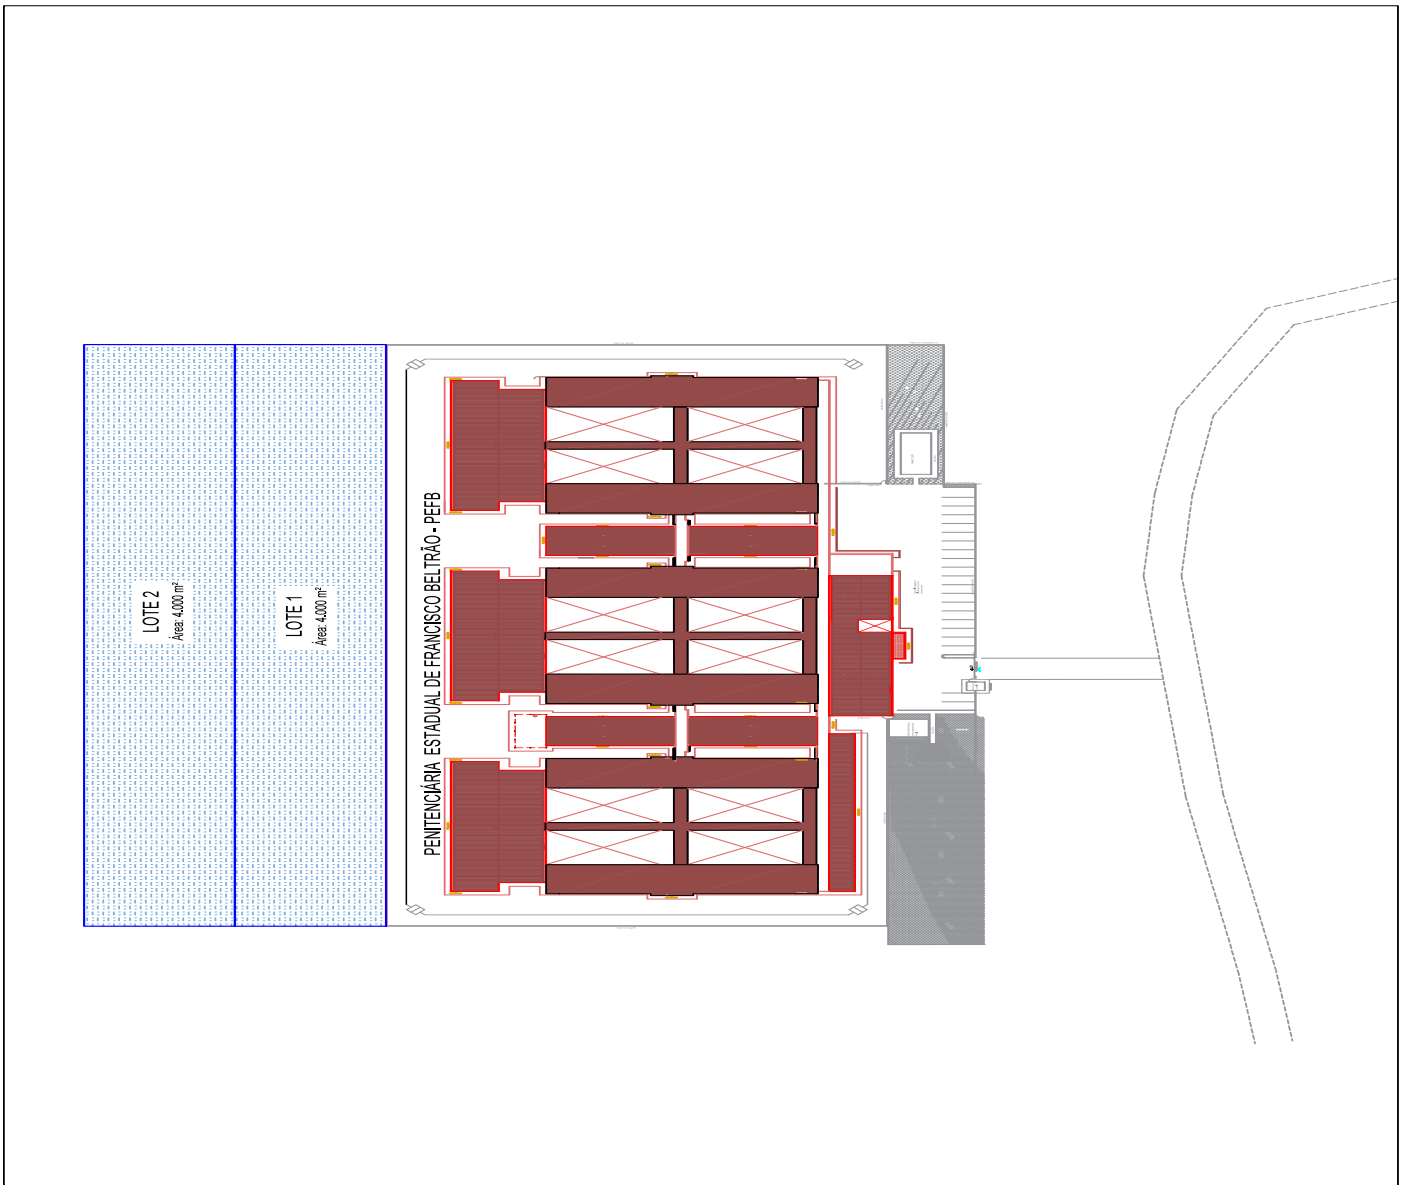 LOTE 2
Área: 4.000 m²
LOTE 1
Área: 4.000 m²
PENITENCIÁRIA ESTADUAL DE FRANCISCO BELTRÃO - PEFB